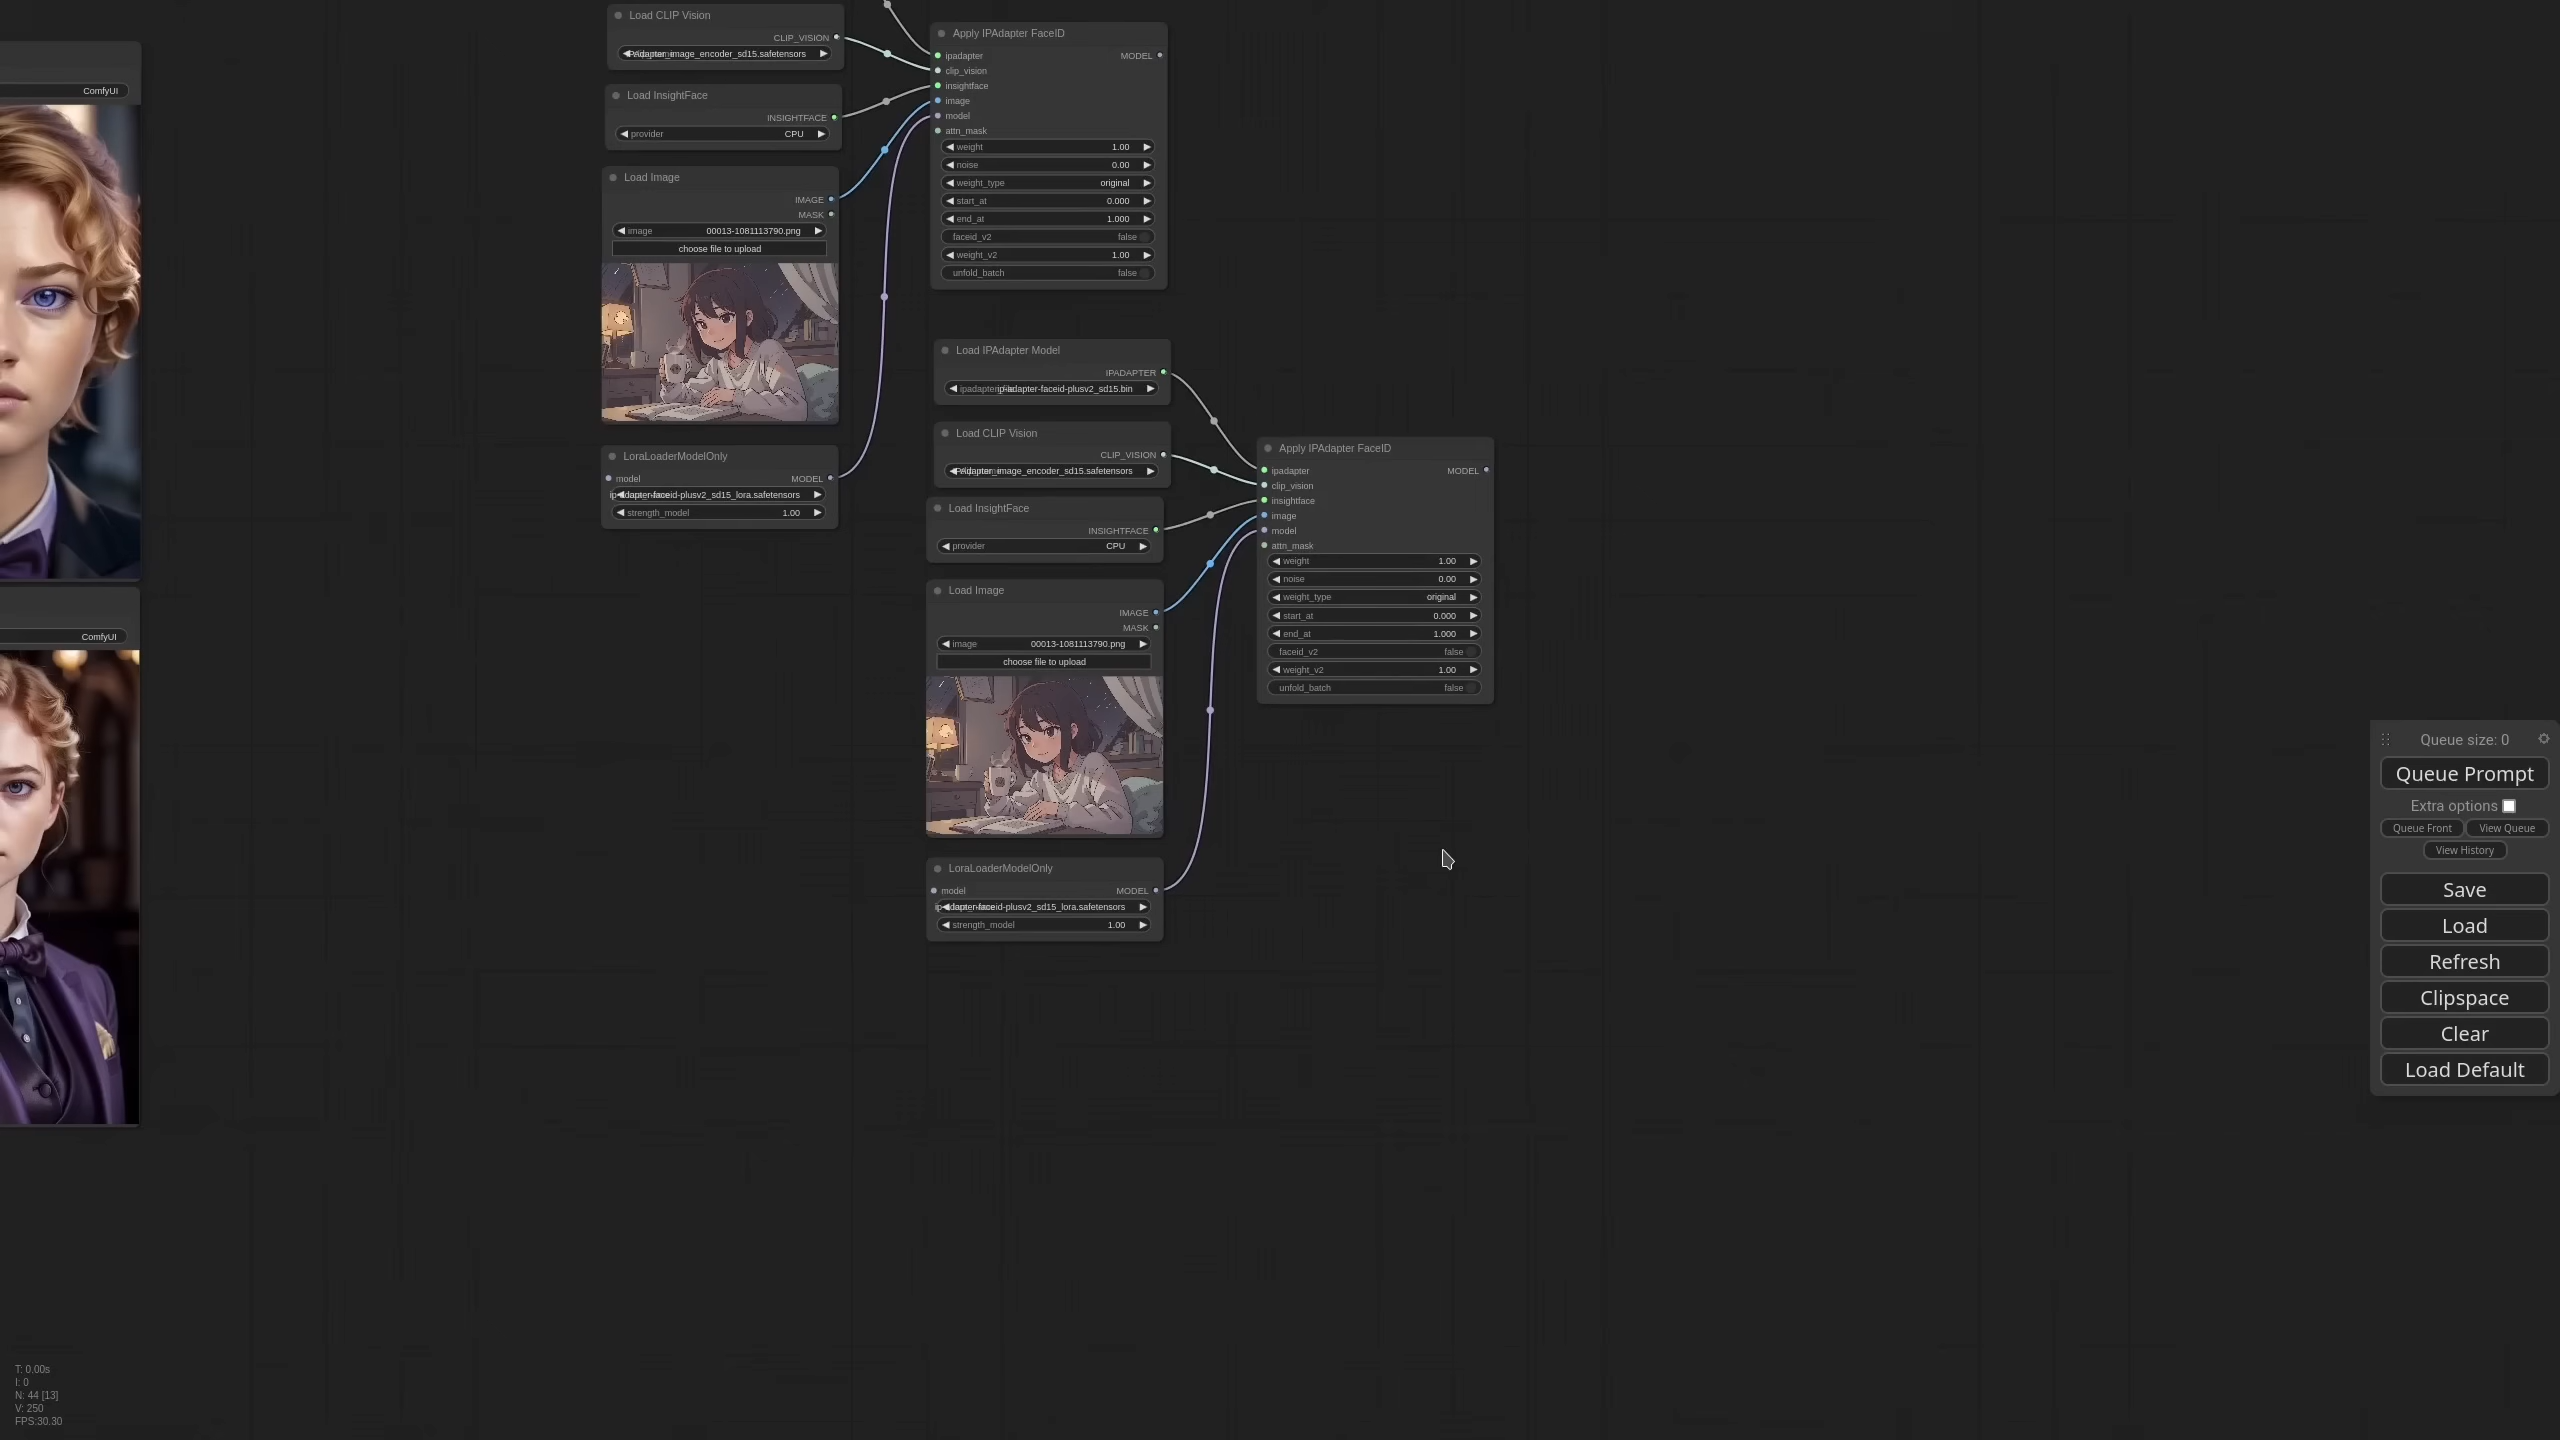 ComfyUI
ComfyUI
Load CLIP Vision
CLIP_VISION
IPAdapter_image_encoder_sd15.safetensors
Load InsightFace
INSIGHTFACE
provider CPU
Load Image
IMAGE
MASK
image 00013-1081113790.png
choose file to upload
LoraLoaderModelOnly
model MODEL
ip-adapter-faceid-plusv2_sd15_lora.safetensors
strength_model 1.00
Apply IPAdapter FaceID
ipadapter MODEL
clip_vision
insightface
image
model
attn_mask
weight 1.00
noise 0.00
weight_type original
start_at 0.000
end_at 1.000
faceid_v2 false
weight_v2 1.00
unfold_batch false
Load IPAdapter Model
IPADAPTER
ip-adapter-faceid-plusv2_sd15.bin
Load CLIP Vision
CLIP_VISION
IPAdapter_image_encoder_sd15.safetensors
Load InsightFace
INSIGHTFACE
provider CPU
Load Image
IMAGE
MASK
image 00013-1081113790.png
choose file to upload
LoraLoaderModelOnly
model MODEL
ip-adapter-faceid-plusv2_sd15_lora.safetensors
strength_model 1.00
Apply IPAdapter FaceID
ipadapter MODEL
clip_vision
insightface
image
model
attn_mask
weight 1.00
noise 0.00
weight_type original
start_at 0.000
end_at 1.000
faceid_v2 false
weight_v2 1.00
unfold_batch false
Queue size: 0
Queue Prompt
Extra options
Queue Front View Queue
View History
Save
Load
Refresh
Clipspace
Clear
Load Default
T: 0.00s
I: 0
N: 44 [13]
V: 250
FPS:30.30